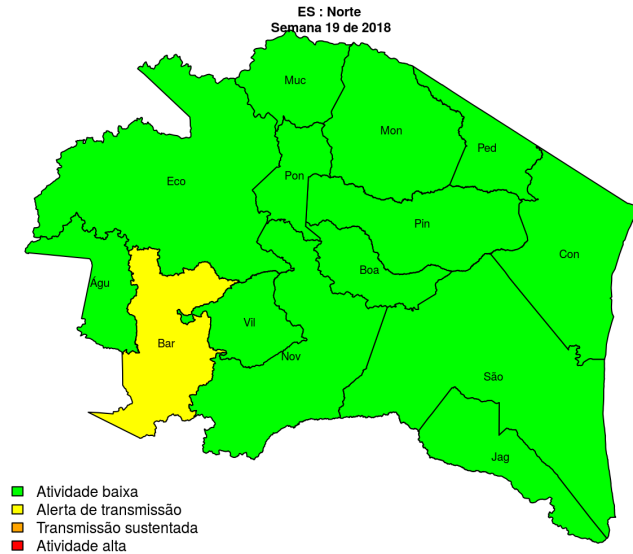 ES : Norte
Semana 19 de 2018
Muc
Mon
Ped
Eco
Pon
Pin
Con
Boa
Águ
Vil
Bar
Nov
São
Jag
Atividade baixa
Alerta de transmissão
Transmissão sustentada
Atividade alta